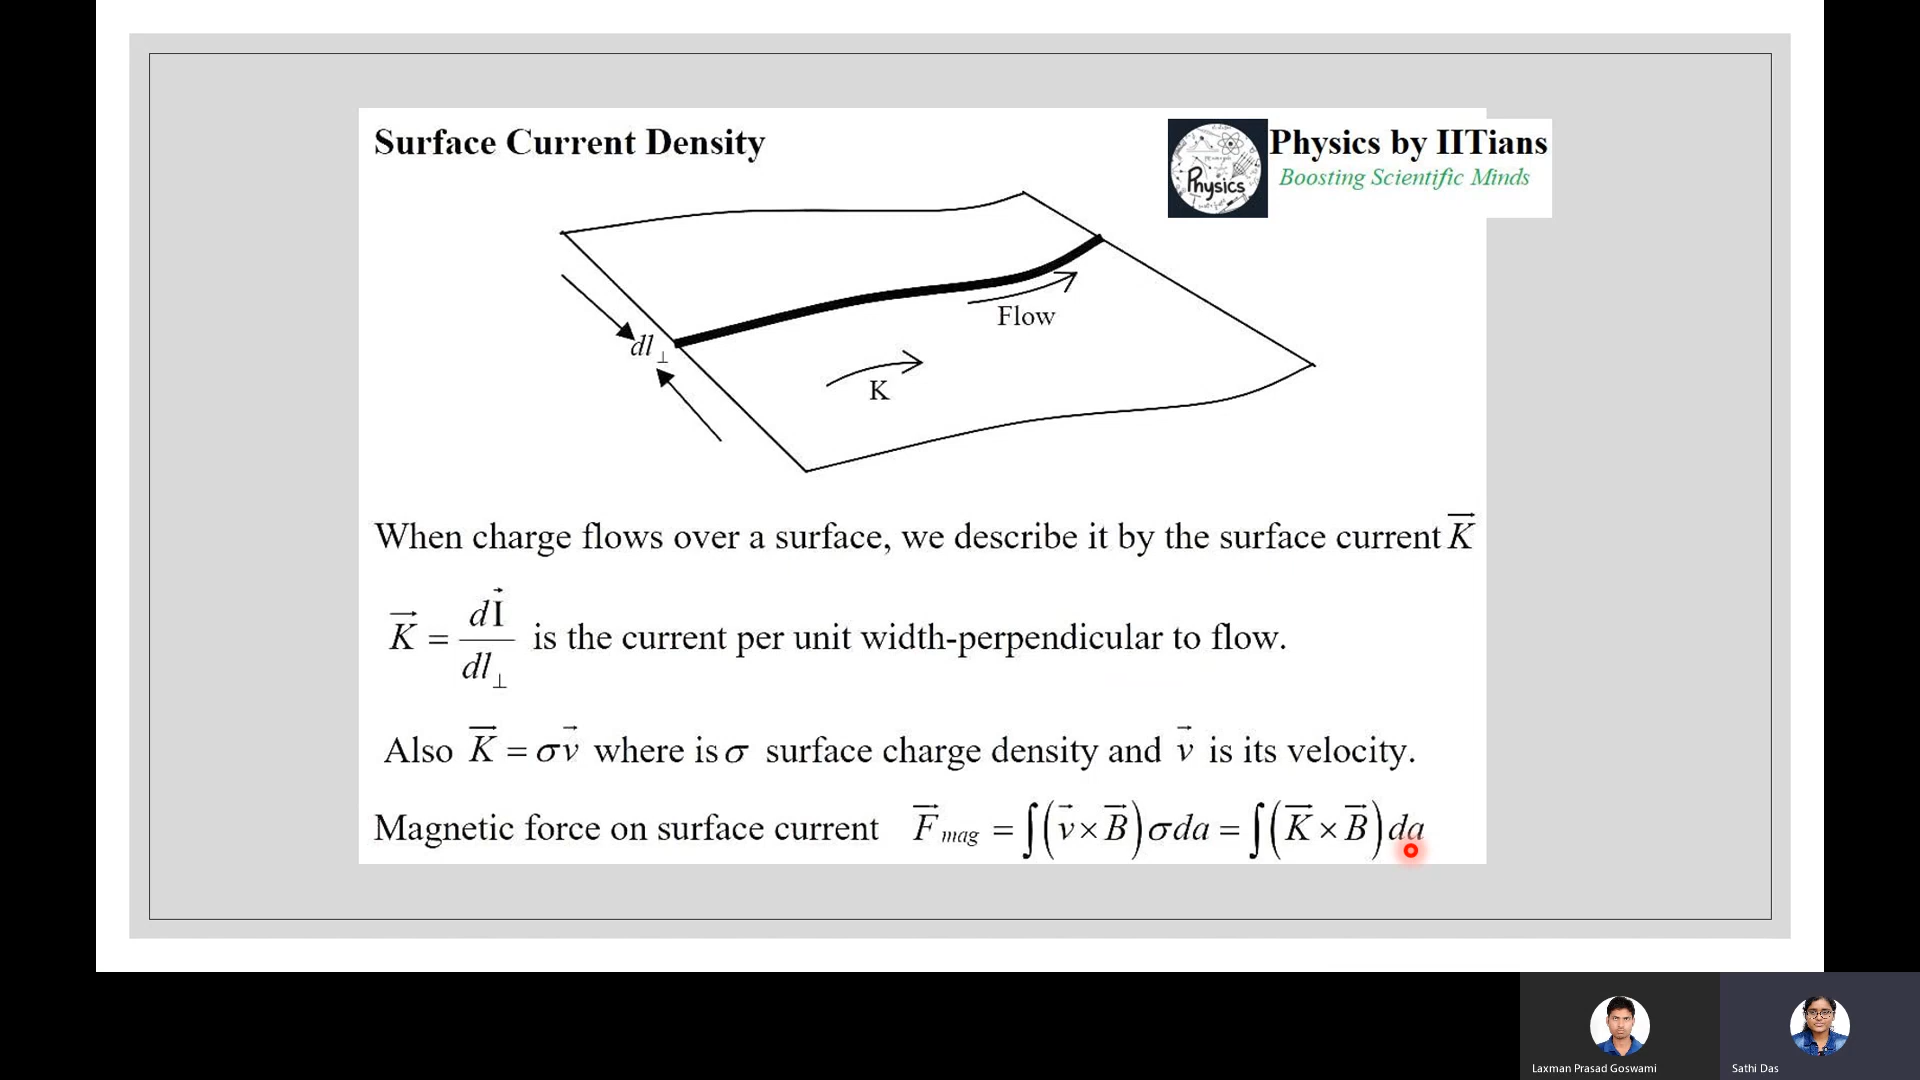 Surface Current Density
Physics by IITians
Boosting Scientific Minds
Physics
Flow
dl⊥
K
When charge flows over a surface, we describe it by the surface current K⃗
K⃗ = dI⃗/dl⊥ is the current per unit width-perpendicular to flow.
Also K⃗ = σv⃗ where is σ surface charge density and v⃗ is its velocity.
Magnetic force on surface current F⃗mag = ∫(v⃗ × B⃗)σda = ∫(K⃗ × B⃗)da
Laxman Prasad Goswami
Sathi Das